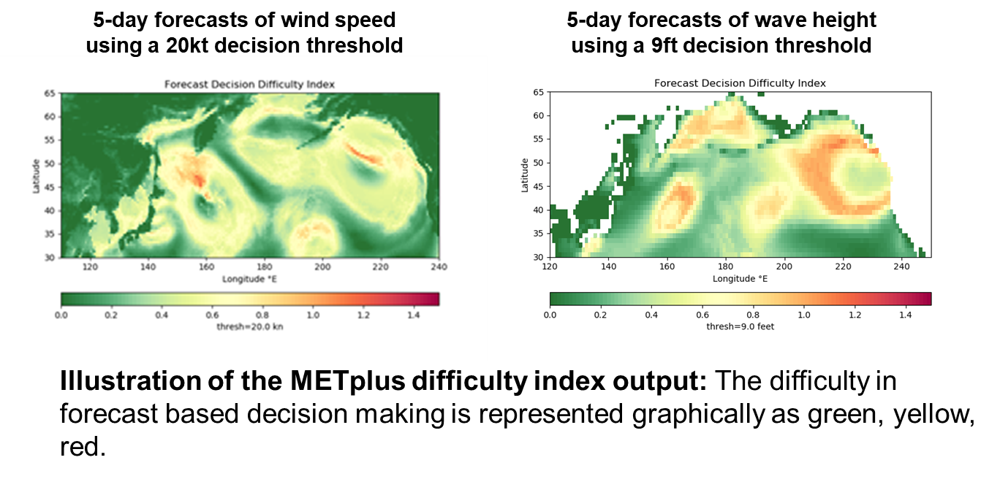 5-day forecasts of wind speed
using a 20kt decision threshold
Forecast Decision Difficulty Index
65
60
55
50
45
40
35
30
Latitude
120 140 160 180 200 220 240
Longitude °E
0.0 0.2 0.4 0.6 0.8 1.0 1.2 1.4
thresh=20.0 kn
5-day forecasts of wave height
using a 9ft decision threshold
Forecast Decision Difficulty Index
65
60
55
50
45
40
35
30
Latitude
120 140 160 180 200 220 240
Longitude °E
0.0 0.2 0.4 0.6 0.8 1.0 1.2 1.4
thresh=9.0 feet
Illustration of the METplus difficulty index output: The difficulty in
forecast based decision making is represented graphically as green, yellow,
red.